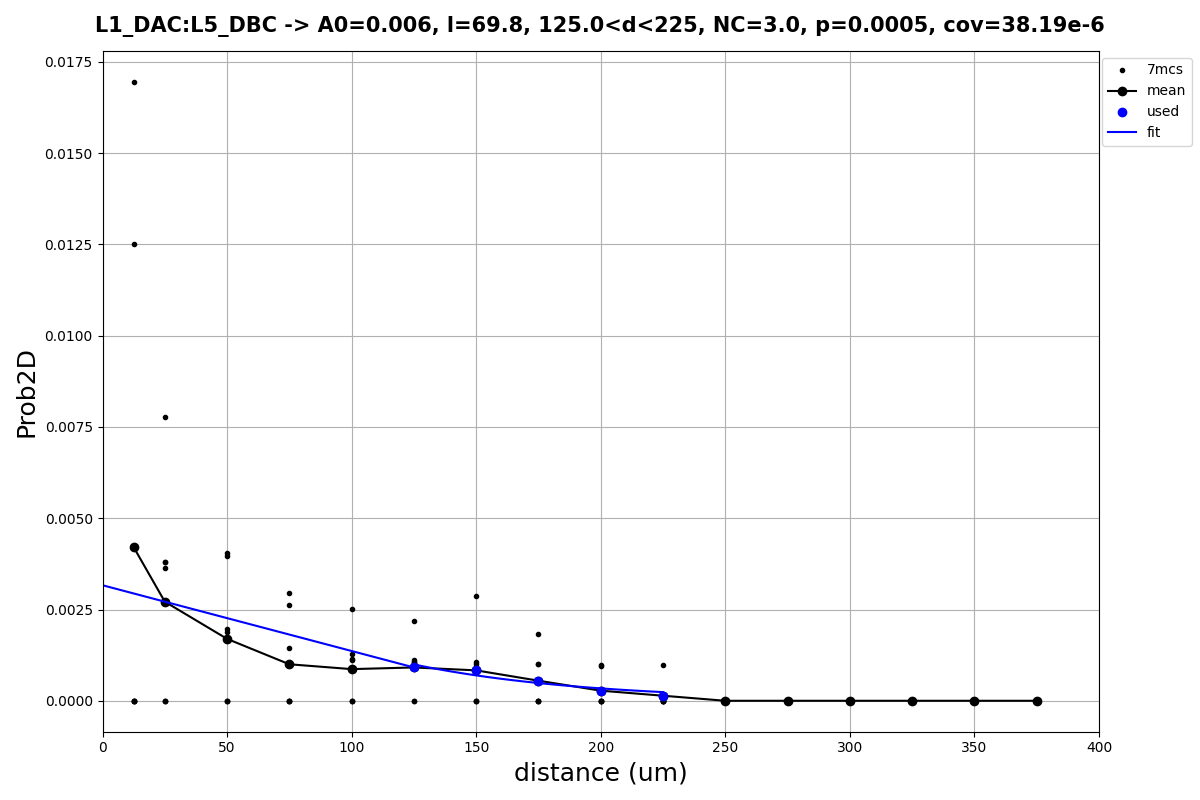 L1_DAC:L5_DBC -> A0=0.006, l=69.8, 125.0<d<225, NC=3.0, p=0.0005, cov=38.19e-6
7mcs
mean
used
fit
Prob2D
0.0175
0.0150
0.0125
0.0100
0.0075
0.0050
0.0025
0.0000
0 50 100 150 200 250 300 350 400
distance (um)